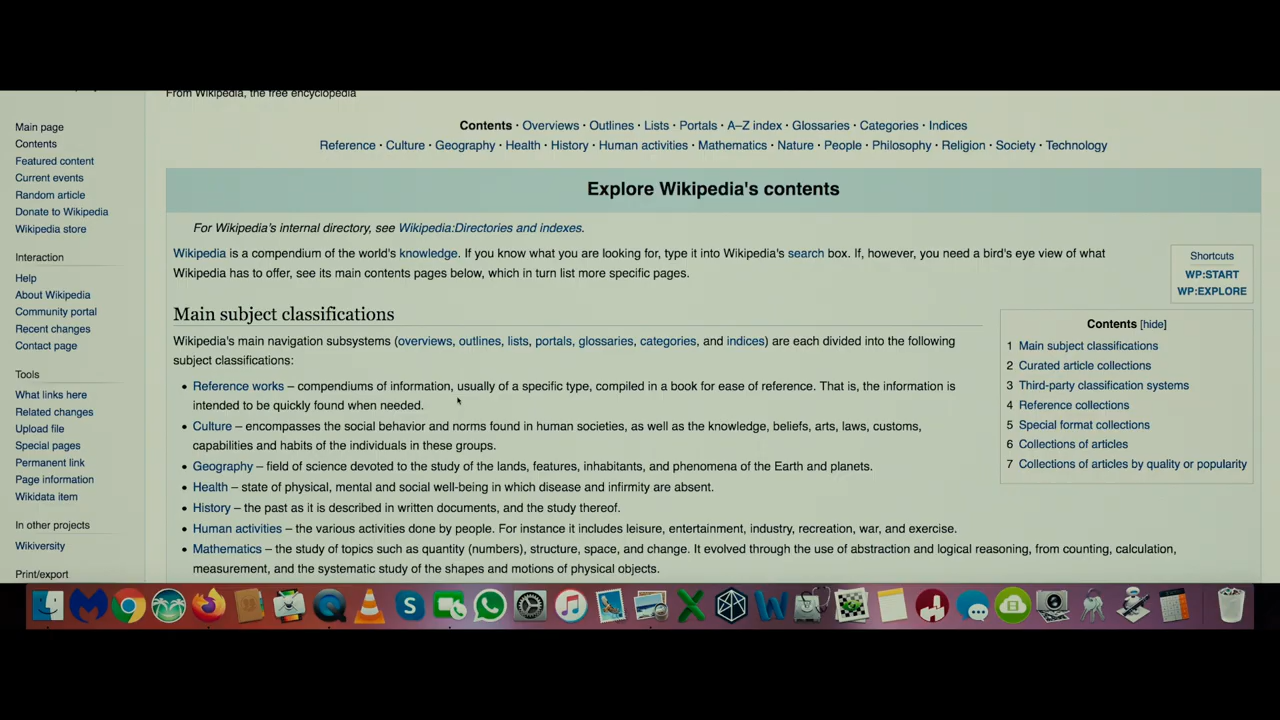 From Wikipedia, the free encyclopedia
Main page
Contents
Featured content
Current events
Random article
Donate to Wikipedia
Wikipedia store
Interaction
Help
About Wikipedia
Community portal
Recent changes
Contact page
Tools
What links here
Related changes
Upload file
Special pages
Permanent link
Page information
Wikidata item
In other projects
Wikiversity
Print/export
Contents · Overviews · Outlines · Lists · Portals · A–Z index · Glossaries · Categories · Indices
Reference · Culture · Geography · Health · History · Human activities · Mathematics · Nature · People · Philosophy · Religion · Society · Technology
Explore Wikipedia's contents
For Wikipedia's internal directory, see Wikipedia:Directories and indexes.
Wikipedia is a compendium of the world's knowledge. If you know what you are looking for, type it into Wikipedia's search box. If, however, you need a bird's eye view of what
Wikipedia has to offer, see its main contents pages below, which in turn list more specific pages.
Shortcuts
WP:START
WP:EXPLORE
Main subject classifications
Wikipedia's main navigation subsystems (overviews, outlines, lists, portals, glossaries, categories, and indices) are each divided into the following
subject classifications:
• Reference works – compendiums of information, usually of a specific type, compiled in a book for ease of reference. That is, the information is
intended to be quickly found when needed.
• Culture – encompasses the social behavior and norms found in human societies, as well as the knowledge, beliefs, arts, laws, customs,
capabilities and habits of the individuals in these groups.
• Geography – field of science devoted to the study of the lands, features, inhabitants, and phenomena of the Earth and planets.
• Health – state of physical, mental and social well-being in which disease and infirmity are absent.
• History – the past as it is described in written documents, and the study thereof.
• Human activities – the various activities done by people. For instance it includes leisure, entertainment, industry, recreation, war, and exercise.
• Mathematics – the study of topics such as quantity (numbers), structure, space, and change. It evolved through the use of abstraction and logical reasoning, from counting, calculation,
measurement, and the systematic study of the shapes and motions of physical objects.
Contents [hide]
1 Main subject classifications
2 Curated article collections
3 Third-party classification systems
4 Reference collections
5 Special format collections
6 Collections of articles
7 Collections of articles by quality or popularity